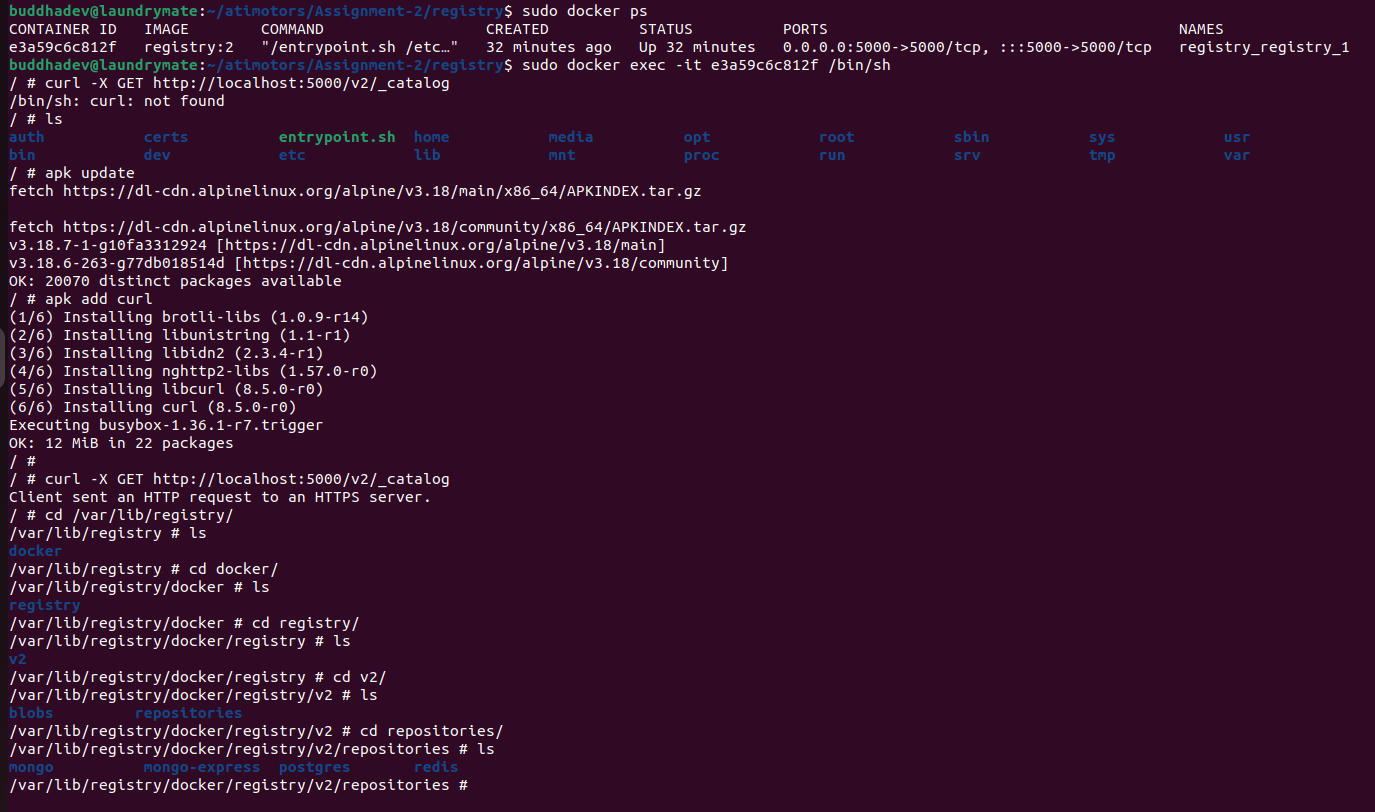 buddhadev@laundrymate:~/atimotors/Assignment-2/registry$ sudo docker ps
CONTAINER ID   IMAGE        COMMAND                  CREATED          STATUS          PORTS                                       NAMES
e3a59c6c812f   registry:2   "/entrypoint.sh /etc…"   32 minutes ago   Up 32 minutes   0.0.0.0:5000->5000/tcp, :::5000->5000/tcp   registry_registry_1
buddhadev@laundrymate:~/atimotors/Assignment-2/registry$ sudo docker exec -it e3a59c6c812f /bin/sh
/ # curl -X GET http://localhost:5000/v2/_catalog
/bin/sh: curl: not found
/ # ls
auth           certs          entrypoint.sh  home           media          opt            root           sbin           sys            usr
bin            dev            etc            lib            mnt            proc           run            srv            tmp            var
/ # apk update
fetch https://dl-cdn.alpinelinux.org/alpine/v3.18/main/x86_64/APKINDEX.tar.gz
fetch https://dl-cdn.alpinelinux.org/alpine/v3.18/community/x86_64/APKINDEX.tar.gz
v3.18.7-1-g10fa3312924 [https://dl-cdn.alpinelinux.org/alpine/v3.18/main]
v3.18.6-263-g77db018514d [https://dl-cdn.alpinelinux.org/alpine/v3.18/community]
OK: 20070 distinct packages available
/ # apk add curl
(1/6) Installing brotli-libs (1.0.9-r14)
(2/6) Installing libunistring (1.1-r1)
(3/6) Installing libidn2 (2.3.4-r1)
(4/6) Installing nghttp2-libs (1.57.0-r0)
(5/6) Installing libcurl (8.5.0-r0)
(6/6) Installing curl (8.5.0-r0)
Executing busybox-1.36.1-r7.trigger
OK: 12 MiB in 22 packages
/ #
/ # curl -X GET http://localhost:5000/v2/_catalog
Client sent an HTTP request to an HTTPS server.
/ # cd /var/lib/registry/
/var/lib/registry # ls
docker
/var/lib/registry # cd docker/
/var/lib/registry/docker # ls
registry
/var/lib/registry/docker # cd registry/
/var/lib/registry/docker/registry # ls
v2
/var/lib/registry/docker/registry # cd v2/
/var/lib/registry/docker/registry/v2 # ls
blobs         repositories
/var/lib/registry/docker/registry/v2 # cd repositories/
/var/lib/registry/docker/registry/v2/repositories # ls
mongo          mongo-express  postgres       redis
/var/lib/registry/docker/registry/v2/repositories #